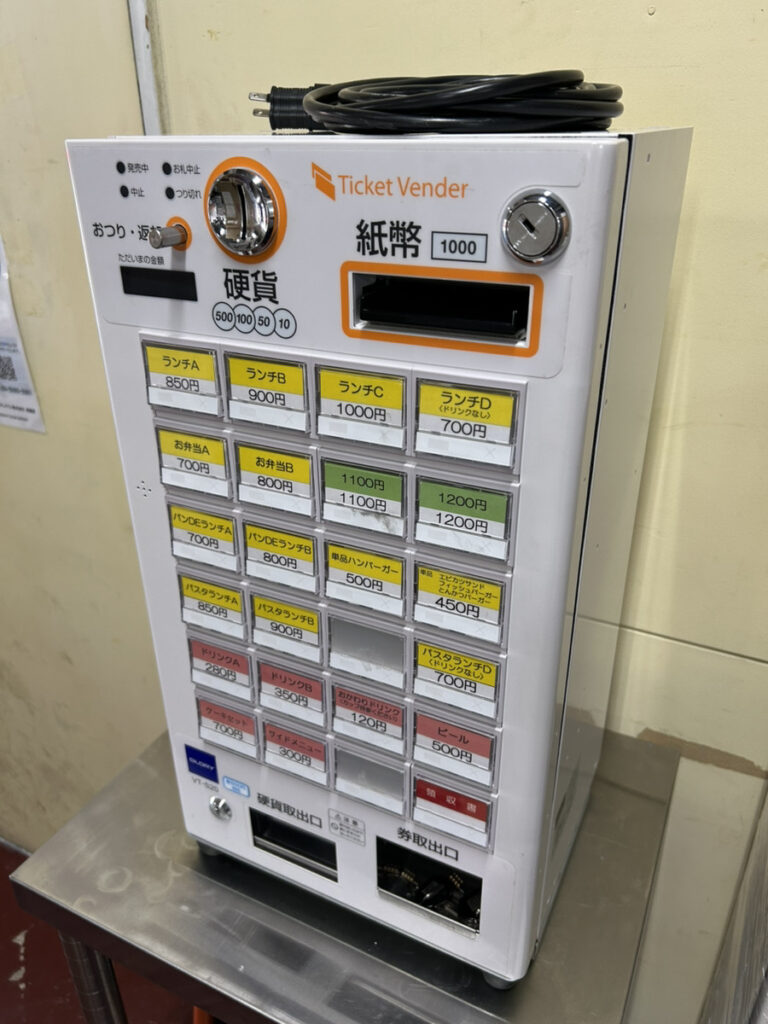 発売中
お札中止
中止
つり切れ
おつり・返却
ただいまの金額
Ticket Vender
硬貨
500 100 50 10
紙幣 1000
ランチA
850円
ランチB
900円
ランチC
1000円
ランチD
(ドリンクなし)
700円
お弁当A
700円
お弁当B
800円
1100円
1100円
1200円
1200円
パンDEランチA
700円
パンDEランチB
800円
単品ハンバーガー
500円
単品 エビカツサンド
フィッシュバーガー
とんかつバーガー
450円
パスタランチA
850円
パスタランチB
900円
パスタランチD
(ドリンクなし)
700円
ドリンクA
280円
ドリンクB
350円
おかわりドリンク
(カップ持参ください)
120円
ビール
500円
ケーキセット
700円
サイドメニュー
300円
領収書
GLORY
VT-S20
硬貨取出口
注意
券取出口